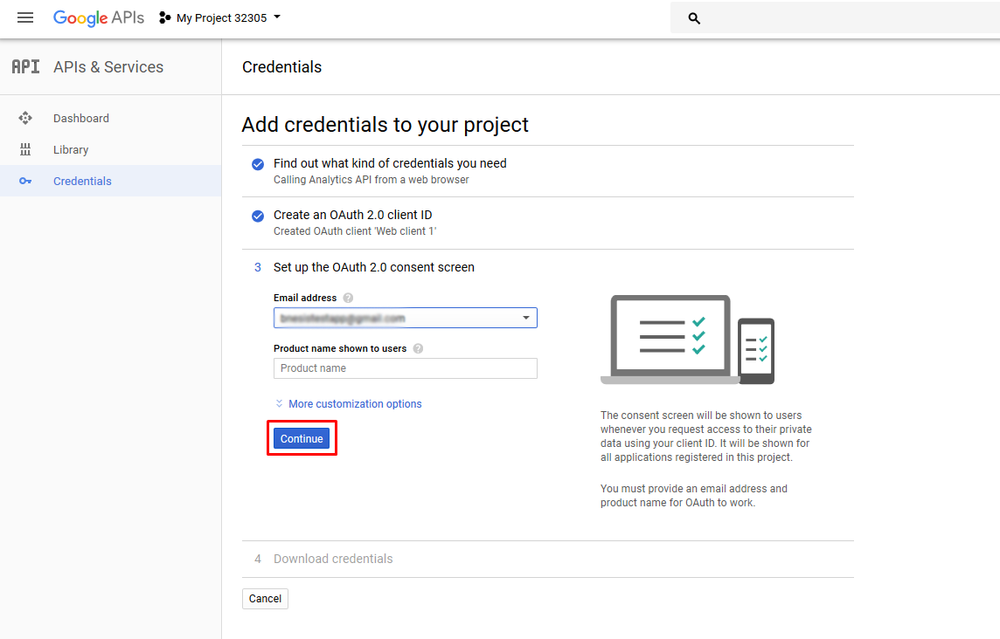 Google APIs My Project 32305
API APIs & Services
Credentials
Dashboard
Library
Credentials
Add credentials to your project
Find out what kind of credentials you need
Calling Analytics API from a web browser
Create an OAuth 2.0 client ID
Created OAuth client 'Web client 1'
3 Set up the OAuth 2.0 consent screen
Email address ?
Product name shown to users ?
Product name
More customization options
Continue
The consent screen will be shown to users
whenever you request access to their private
data using your client ID. It will be shown for
all applications registered in this project.
You must provide an email address and
product name for OAuth to work.
4 Download credentials
Cancel